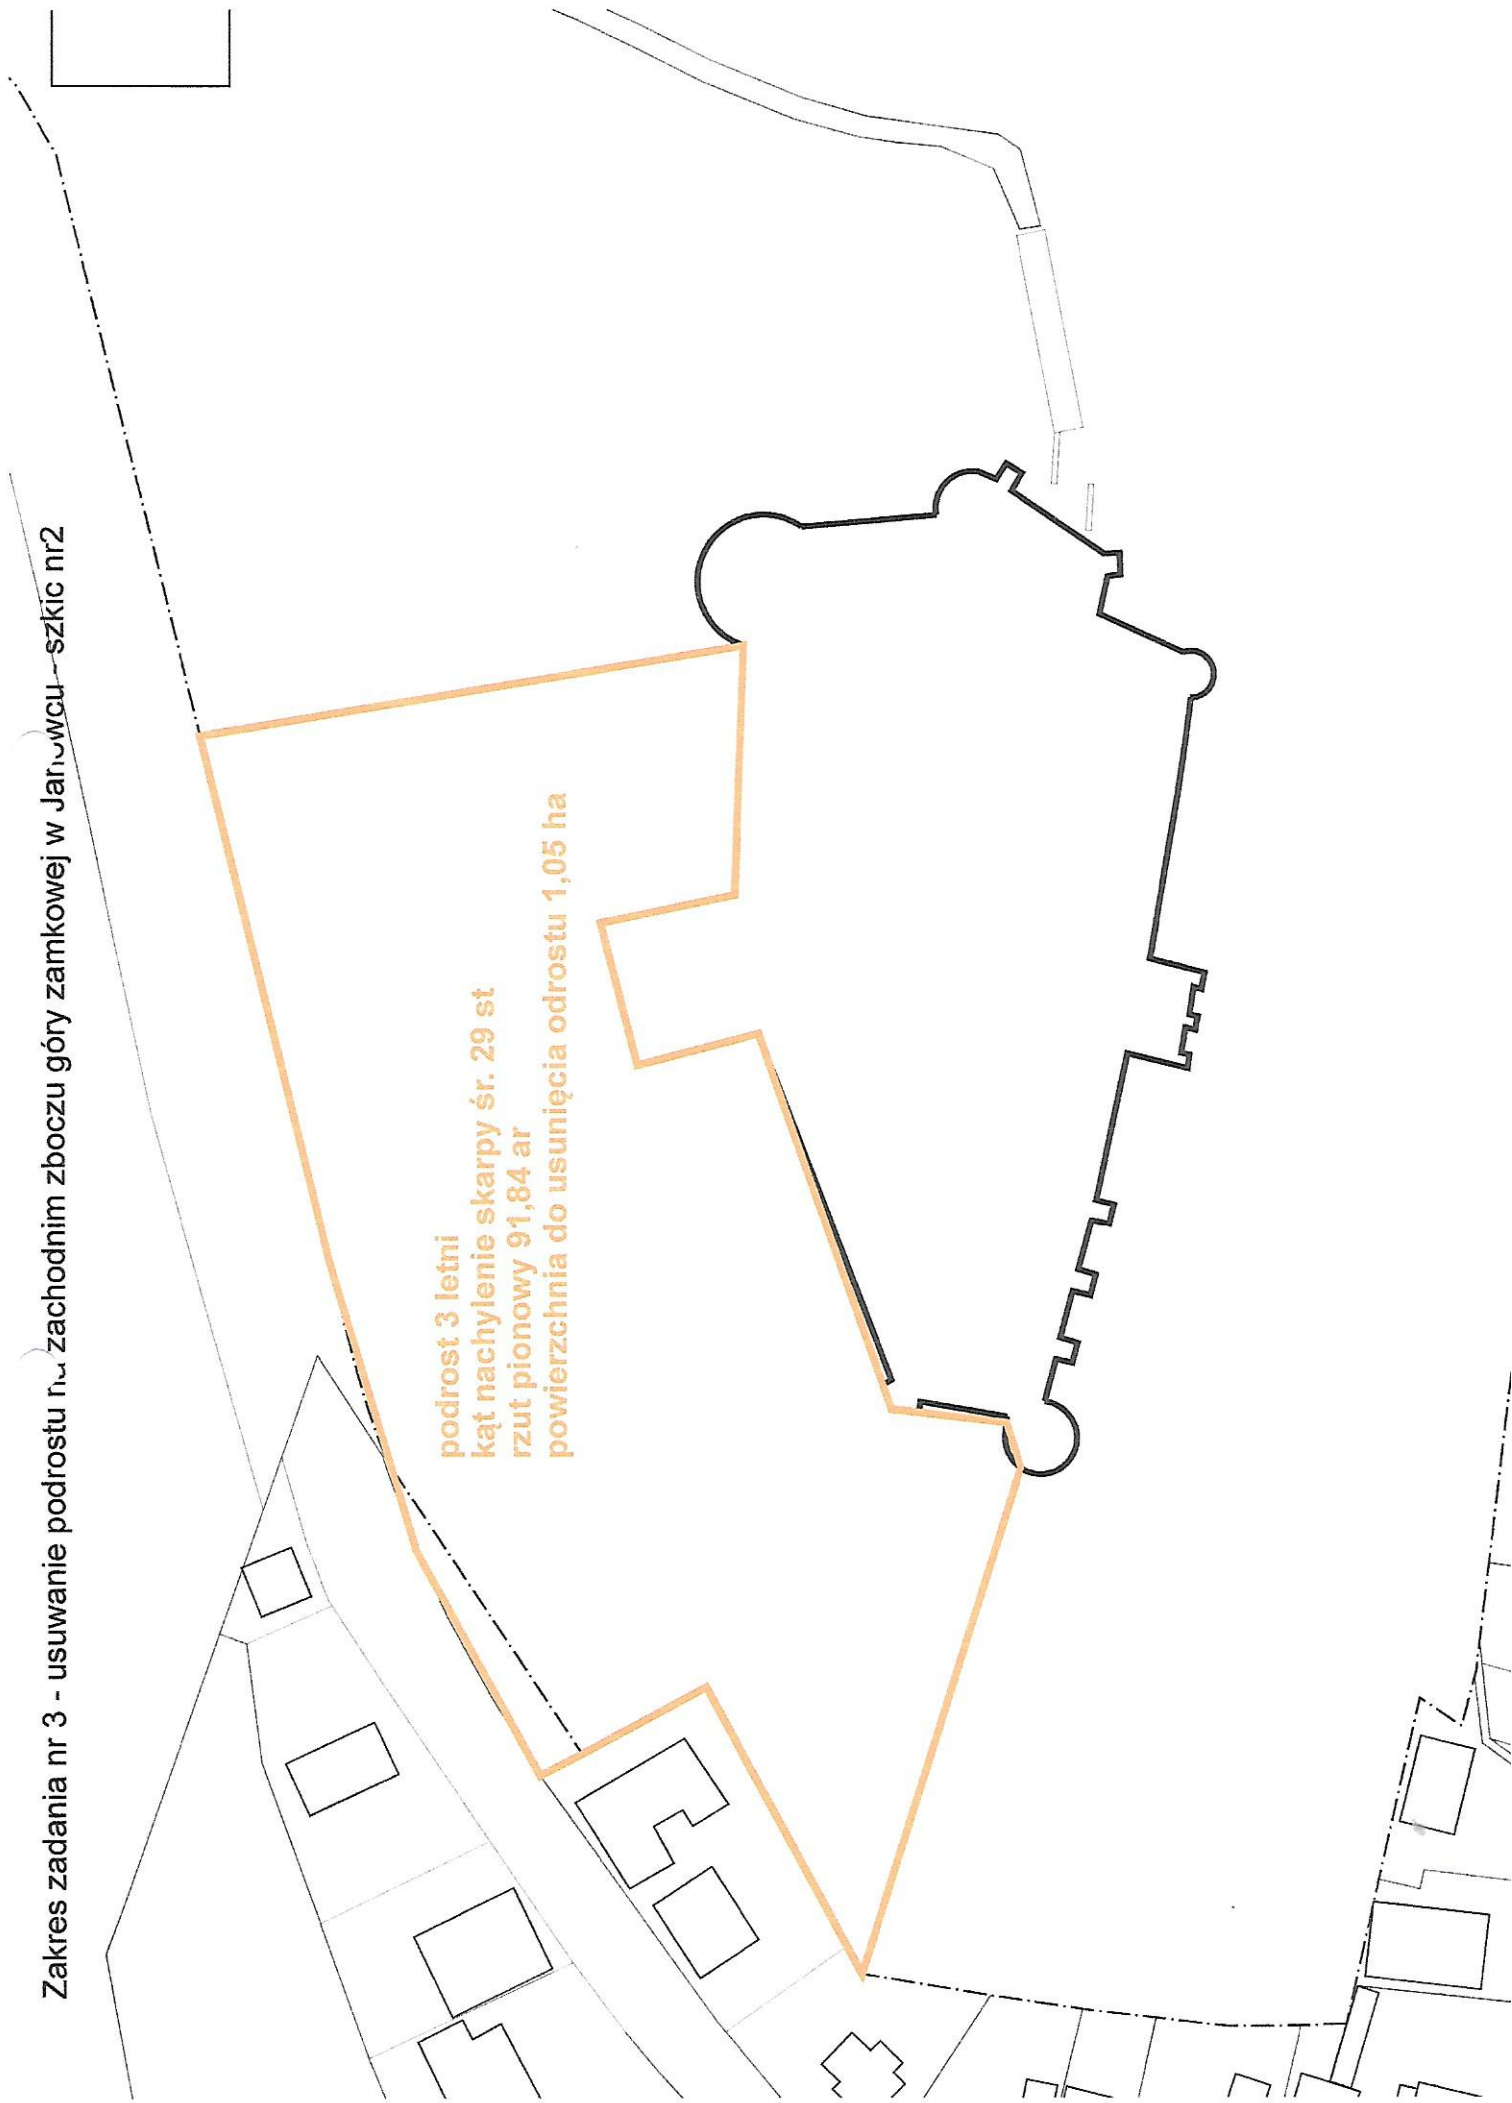 Zakres zadania nr 3 - usuwanie podrostu na zachodnim zboczu góry zamkowej w Janowcu - szkic nr2
podrost 3 letni
kąt nachylenie skarpy śr. 29 st
rzut pionowy 91,84 ar
powierzchnia do usunięcia odrostu 1,05 ha